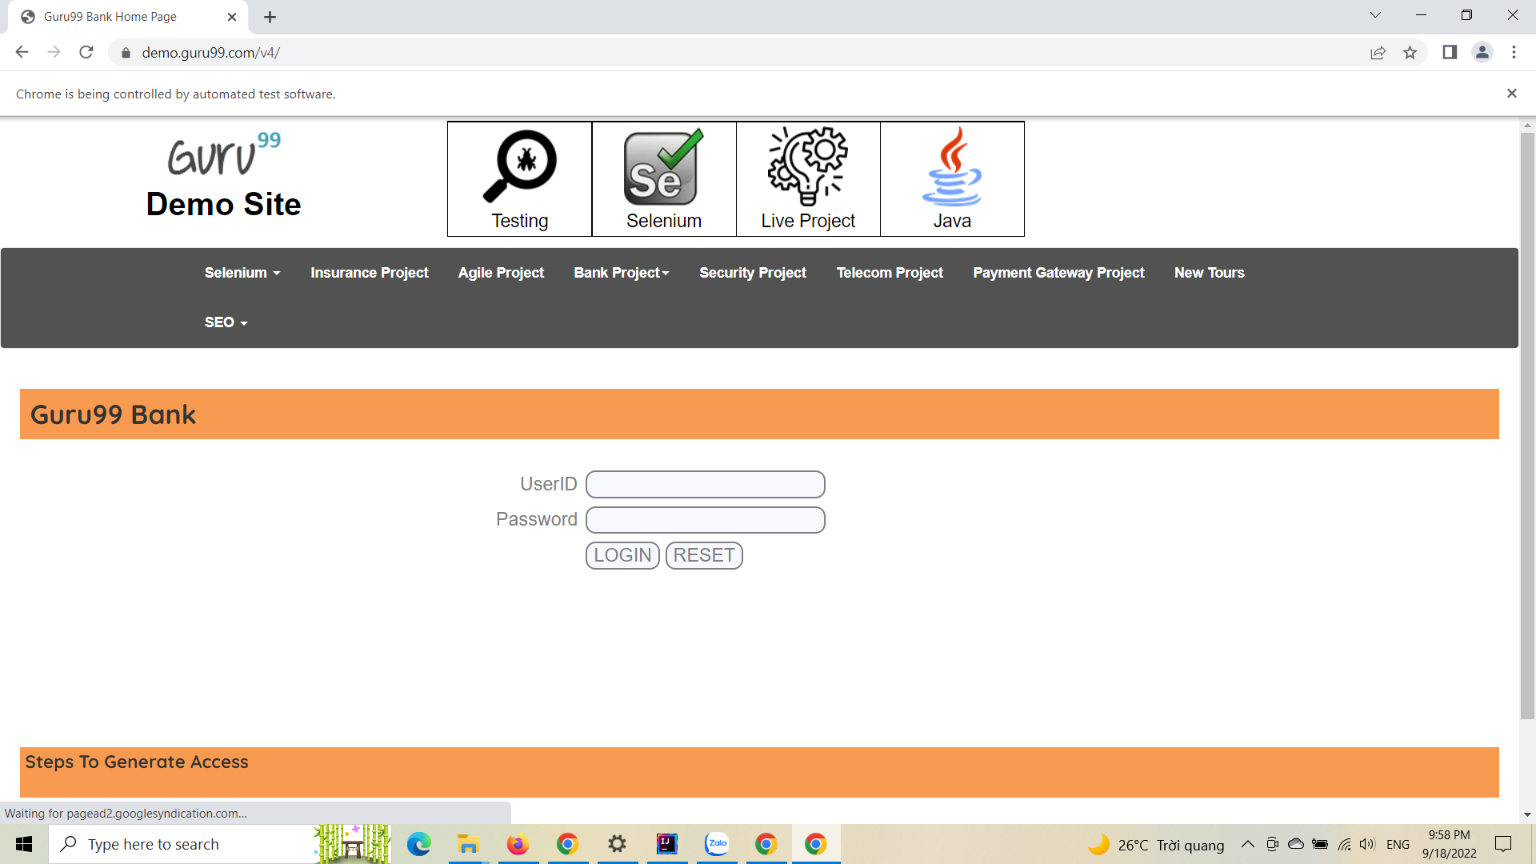 Guru99 Bank Home Page
demo.guru99.com/v4/
Chrome is being controlled by automated test software.
Guru99
Demo Site
Se
Testing
Selenium
Live Project
Java
Selenium
Insurance Project
Agile Project
Bank Project
Security Project
Telecom Project
Payment Gateway Project
New Tours
SEO
Guru99 Bank
UserID
Password
LOGIN
RESET
Steps To Generate Access
Waiting for pagead2.googlesyndication.com...
Type here to search
IJ
Zalo
26°C Trời quang
ENG
9:58 PM
9/18/2022